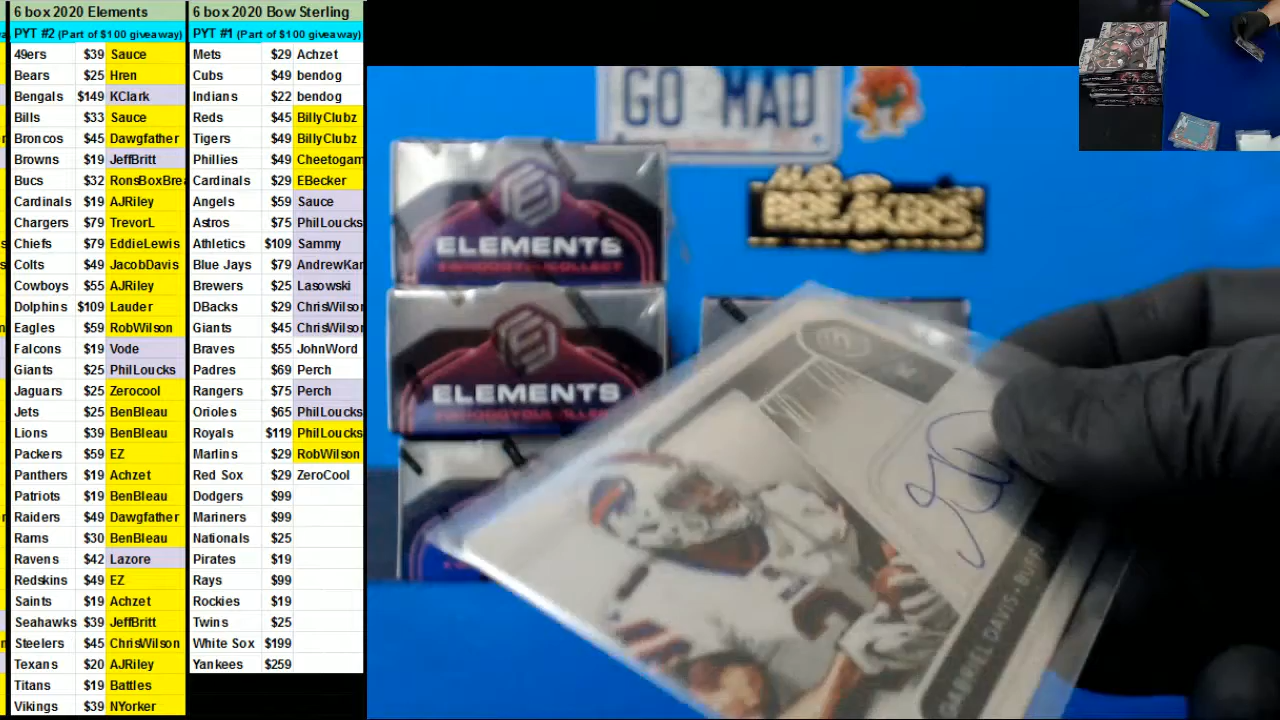 6 box 2020 Elements
PYT #2 (Part of $100 giveaway)
49ers $39 Sauce
Bears $25 Hren
Bengals $149 KClark
Bills $33 Sauce
Broncos $45 Dawgfather
Browns $19 JeffBritt
Bucs $32 RonsBoxBrea
Cardinals $19 AJRiley
Chargers $79 TrevorL
Chiefs $79 EddieLewis
Colts $49 JacobDavis
Cowboys $55 AJRiley
Dolphins $109 Lauder
Eagles $59 RobWilson
Falcons $19 Vode
Giants $25 PhilLoucks
Jaguars $25 Zerocool
Jets $25 BenBleau
Lions $39 BenBleau
Packers $59 EZ
Panthers $19 Achzet
Patriots $19 BenBleau
Raiders $49 Dawgfather
Rams $30 BenBleau
Ravens $42 Lazore
Redskins $49 EZ
Saints $19 Achzet
Seahawks $39 JeffBritt
Steelers $45 ChrisWilson
Texans $20 AJRiley
Titans $19 Battles
Vikings $39 NYorker
6 box 2020 Bow Sterling
PYT #1 (Part of $100 giveaway)
Mets $29 Achzet
Cubs $49 bendog
Indians $22 bendog
Reds $45 BillyClubz
Tigers $49 BillyClubz
Phillies $49 Cheetogam
Cardinals $29 EBecker
Angels $59 Sauce
Astros $75 PhilLoucks
Athletics $109 Sammy
Blue Jays $79 AndrewKar
Brewers $25 Lasowski
DBacks $29 ChrisWilson
Giants $45 ChrisWilson
Braves $55 JohnWord
Padres $69 Perch
Rangers $75 Perch
Orioles $65 PhilLoucks
Royals $119 PhilLoucks
Marlins $29 RobWilson
Red Sox $29 ZeroCool
Dodgers $99
Mariners $99
Nationals $25
Pirates $19
Rays $99
Rockies $19
Twins $25
White Sox $199
Yankees $259
GO MAD
BREAKERS
ELEMENTS
ELEMENTS
GABRIEL DAVIS